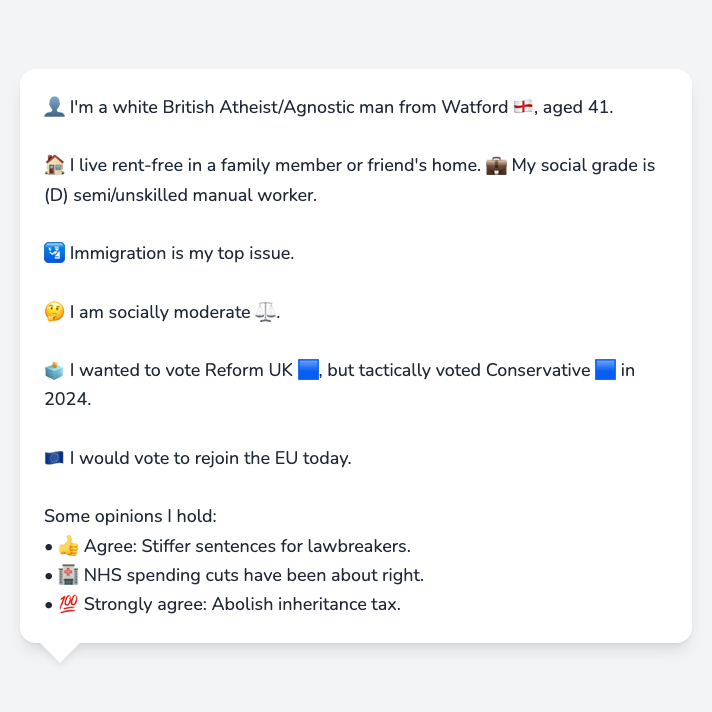 👤 I'm a white British Atheist/Agnostic man from Watford 🏴󠁧󠁢󠁥󠁮󠁧󠁿, aged 41.
🏠 I live rent-free in a family member or friend's home. 💼 My social grade is
(D) semi/unskilled manual worker.
🛂 Immigration is my top issue.
🤔 I am socially moderate ⚖️.
🗳️ I wanted to vote Reform UK 🟦, but tactically voted Conservative 🟦 in
2024.
🇪🇺 I would vote to rejoin the EU today.
Some opinions I hold:
• 👍 Agree: Stiffer sentences for lawbreakers.
• 🏥 NHS spending cuts have been about right.
• 💯 Strongly agree: Abolish inheritance tax.